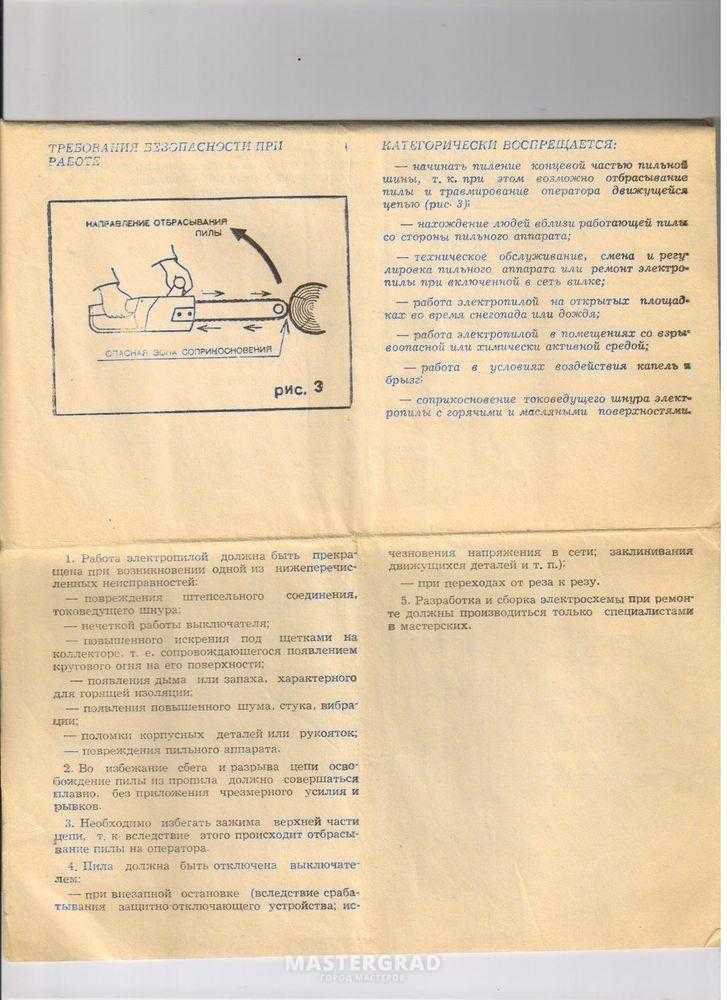 ТРЕБОВАНИЯ БЕЗОПАСНОСТИ ПРИ
РАБОТЕ
НАПРАВЛЕНИЕ ОТБРАСЫВАНИЯ
ПИЛЫ
ОПАСНАЯ ЗОНА СОПРИКОСНОВЕНИЯ
рис. 3
КАТЕГОРИЧЕСКИ ВОСПРЕЩАЕТСЯ:
— начинать пиление концевой частью пильной
шины, т. к. при этом возможно отбрасывание
пилы и травмирование оператора движущейся
цепью (рис. 3);
— нахождение людей вблизи работающей пилы
со стороны пильного аппарата;
— техническое обслуживание, смена и регу-
лировка пильного аппарата или ремонт электро-
пилы при включенной в сеть вилке;
— работа электропилой на открытых площад-
ках во время снегопада или дождя;
— работа электропилой в помещениях со взры-
воопасной или химически активной средой;
— работа в условиях воздействия капель и
брызг;
— соприкосновение токоведущего шнура элект-
ропилы с горячими и масляными поверхностями.
1. Работа электропилой должна быть прекра-
щена при возникновении одной из нижеперечис-
ленных неисправностей:
— повреждения штепсельного соединения,
токоведущего шнура;
— нечеткой работы выключателя;
— повышенного искрения под щетками на
коллекторе, т. е. сопровождающегося появлением
кругового огня на его поверхности;
— появления дыма или запаха, характерного
для горящей изоляции;
— появления повышенного шума, стука, вибра-
ции;
— поломки корпусных деталей или рукояток;
— повреждения пильного аппарата.
2. Во избежание сбега и разрыва цепи осво-
бождение пилы из пропила должно совершаться
плавно, без приложения чрезмерного усилия и
рывков.
3. Необходимо избегать зажима верхней части
цепи, т. к вследствие этого происходит отбрасы-
вание пилы на оператора.
4. Пила должна быть отключена выключате-
лем:
— при внезапной остановке (вследствие сраба-
тывания защитно-отключающего устройства; ис-
чезновения напряжения в сети; заклинивания
движущихся деталей и т. п.);
— при переходах от реза к резу.
5. Разработка и сборка электросхемы при ремон-
те должны производиться только специалистами
в мастерских.
MASTERGRAD
ГОРОД МАСТЕРОВ